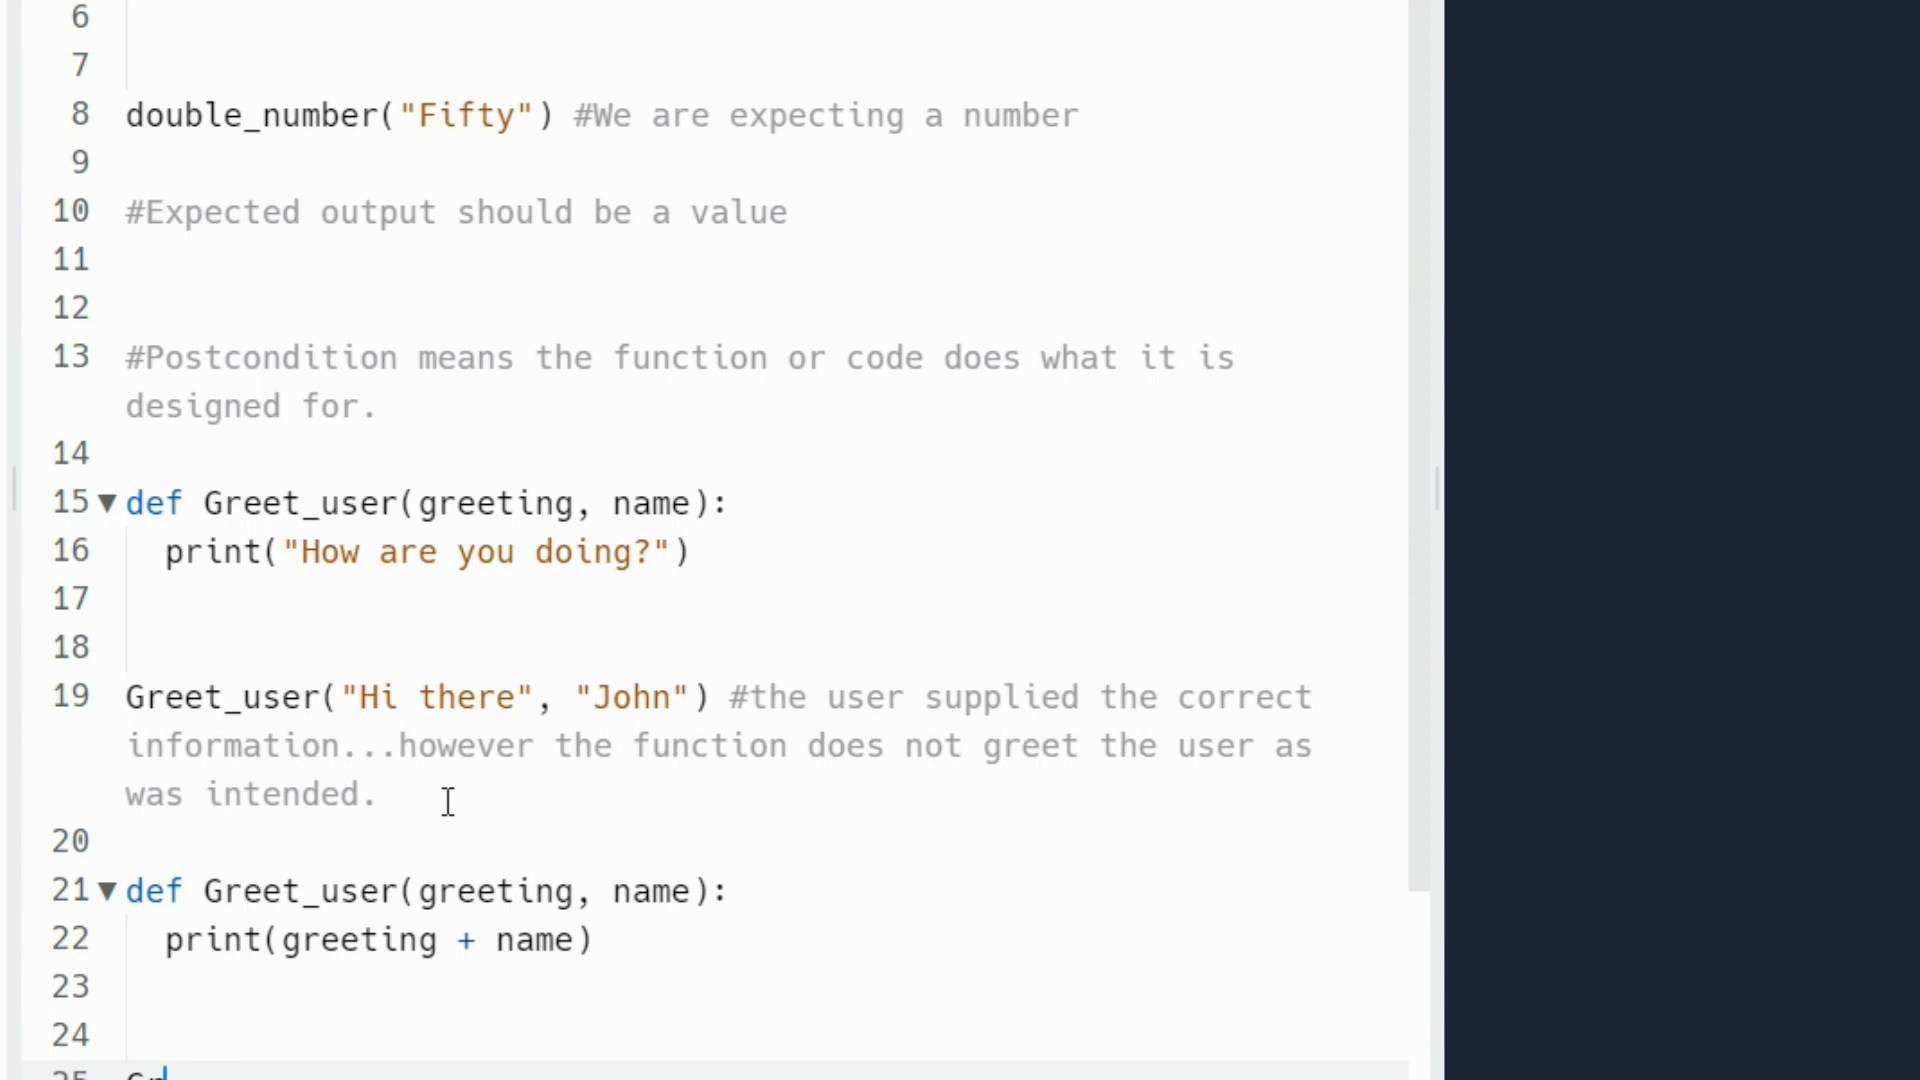 6
7
8 double_number("Fifty") #We are expecting a number
9
10 #Expected output should be a value
11
12
13 #Postcondition means the function or code does what it is
designed for.
14
15 def Greet_user(greeting, name):
16 print("How are you doing?")
17
18
19 Greet_user("Hi there", "John") #the user supplied the correct
information...however the function does not greet the user as
was intended.
20
21 def Greet_user(greeting, name):
22 print(greeting + name)
23
24
25 Gr